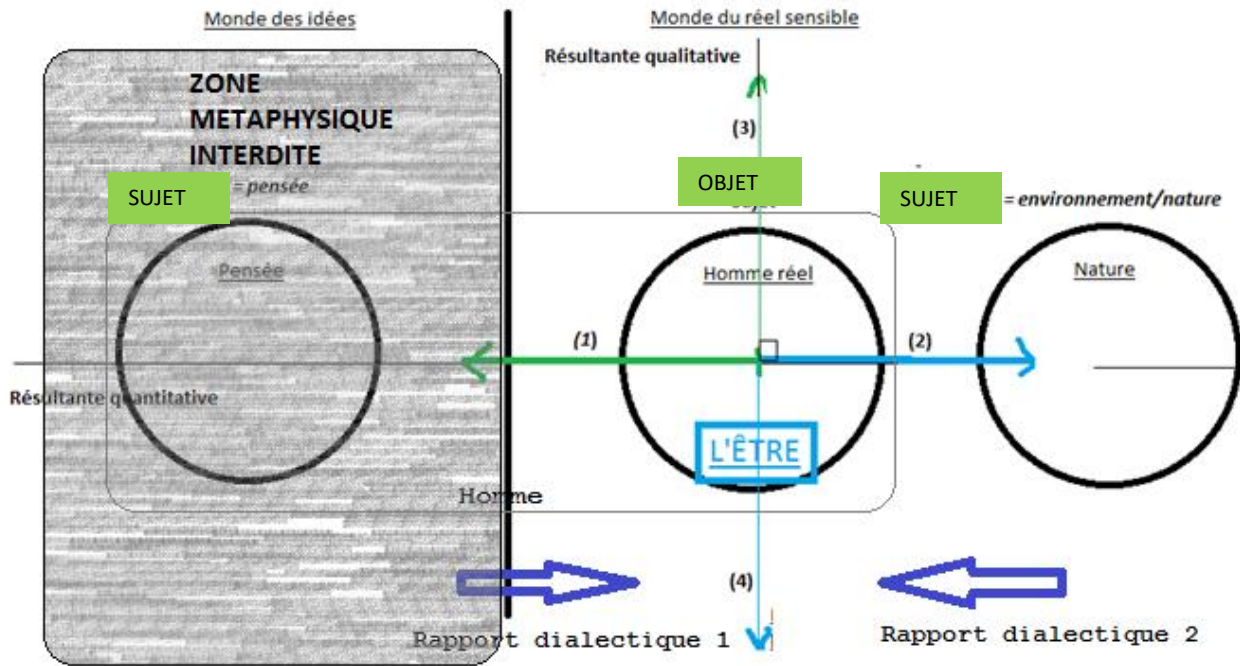 Monde des idées
Monde du réel sensible
Résultante qualitative
ZONE
METAPHYSIQUE
INTERDITE
(3)
SUJET
= pensée
OBJET
SUJET
= environnement/nature
Pensée
Homme réel
Nature
(1)
(2)
Résultante quantitative
L'ÊTRE
Homme
(4)
Rapport dialectique 1
Rapport dialectique 2